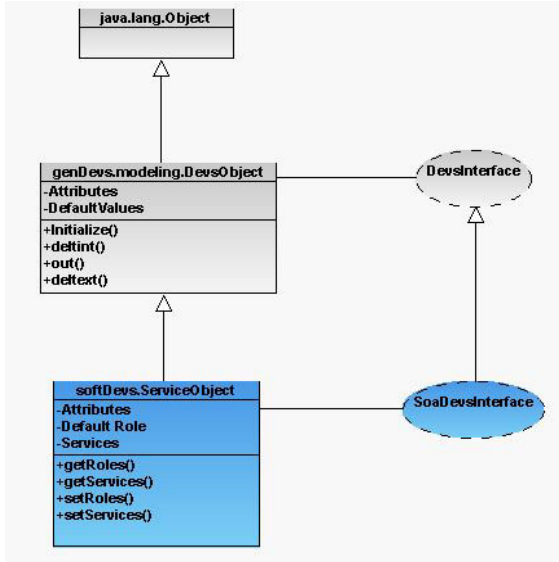 java.lang.Object
genDevs.modeling.DevsObject
-Attributes
-DefaultValues
+Initialize()
+deltint()
+out()
+deltext()
DevsInterface
softDevs.ServiceObject
-Attributes
-Default Role
-Services
+getRoles()
+getServices()
+setRoles()
+setServices()
SoaDevsInterface